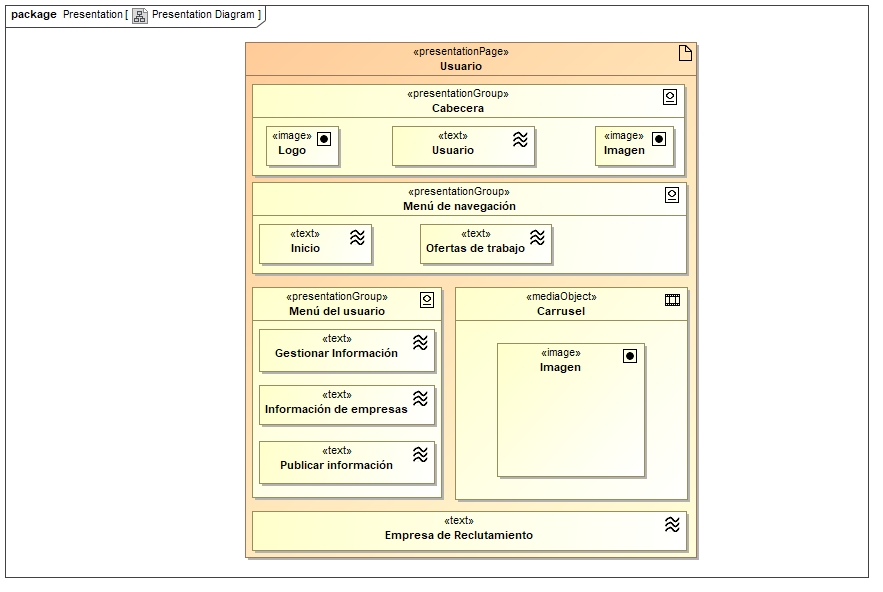 package Presentation [ Presentation Diagram ]
«presentationPage»
Usuario
«presentationGroup»
Cabecera
«image»
Logo
«text»
Usuario
«image»
Imagen
«presentationGroup»
Menú de navegación
«text»
Inicio
«text»
Ofertas de trabajo
«presentationGroup»
Menú del usuario
«text»
Gestionar Información
«text»
Información de empresas
«text»
Publicar información
«mediaObject»
Carrusel
«image»
Imagen
«text»
Empresa de Reclutamiento